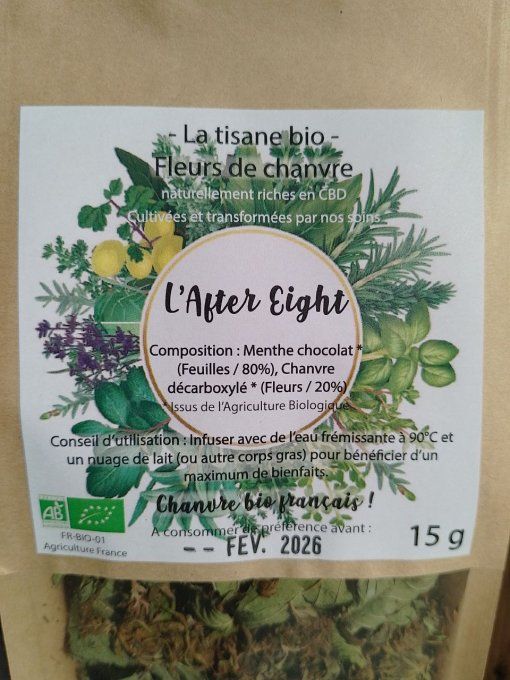 - La tisane bio -
Fleurs de chanvre
naturellement riches en CBD
Cultivées et transformées par nos soins
L'After Eight
Composition : Menthe chocolat *
(Feuilles / 80%), Chanvre
décarboxylé * (Fleurs / 20%)
* Issus de l'Agriculture Biologique
Conseil d'utilisation : Infuser avec de l'eau frémissante à 90°C et
un nuage de lait (ou autre corps gras) pour bénéficier d'un
maximum de bienfaits
Chanvre bio français !
AB
FR-BIO-01
Agriculture France
A consommer de préférence avant :
-- FEV. 2026
15 g